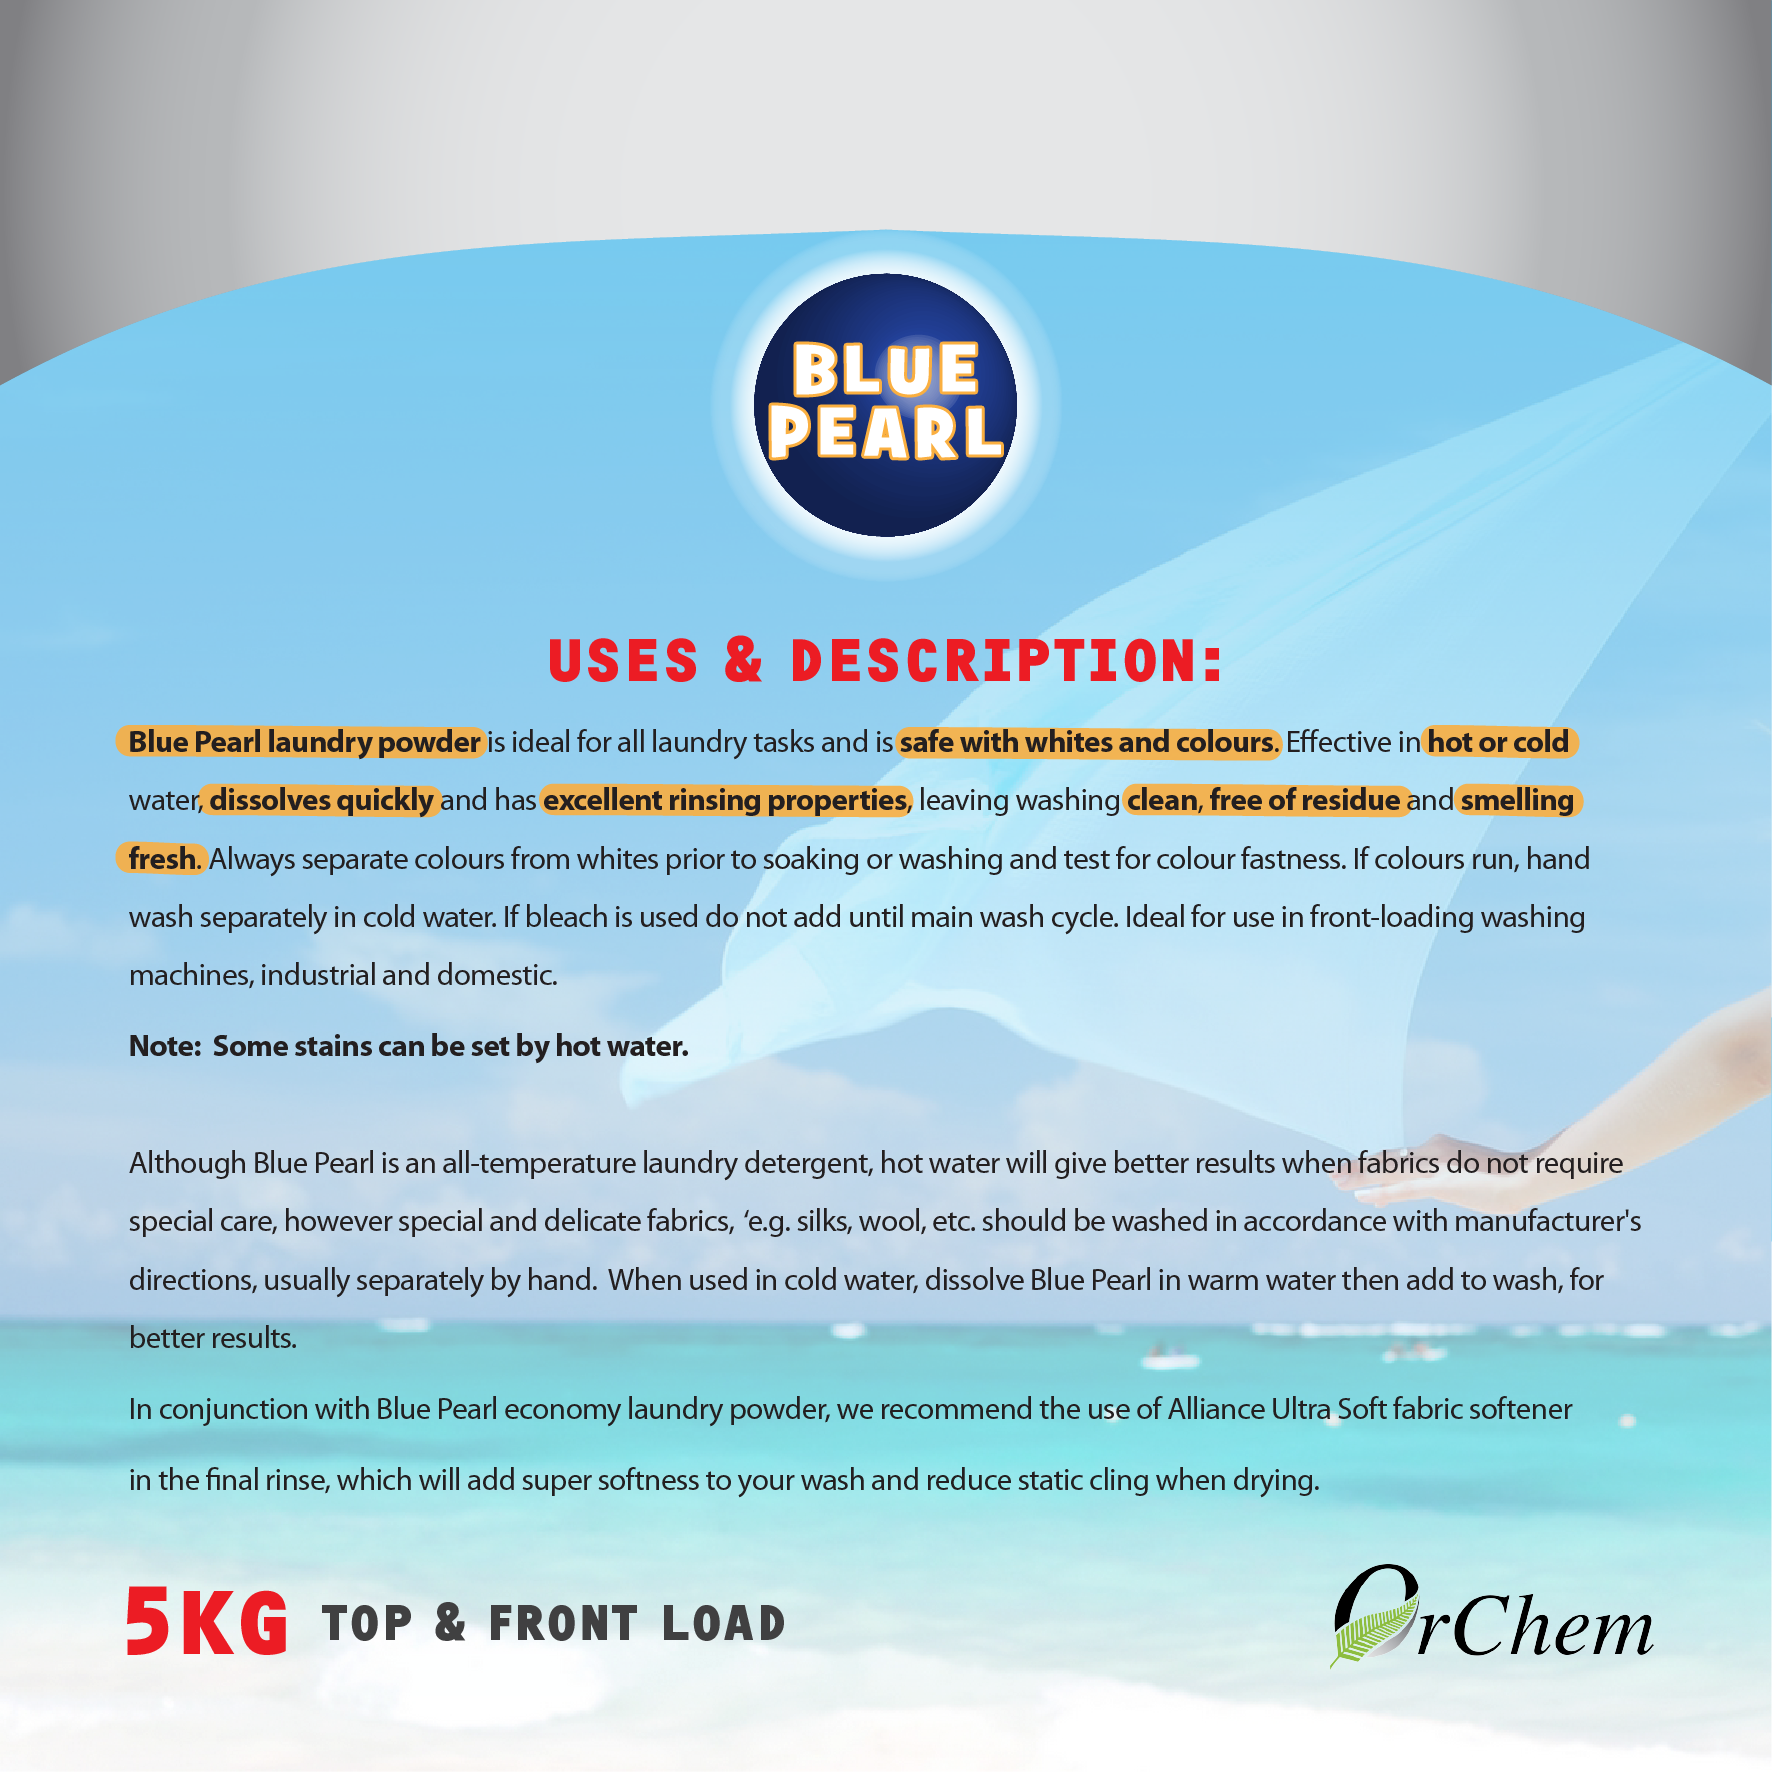 BLUE
PEARL
USES & DESCRIPTION:
Blue Pearl laundry powder is ideal for all laundry tasks and is safe with whites and colours. Effective in hot or cold
water, dissolves quickly and has excellent rinsing properties, leaving washing clean, free of residue and smelling
fresh. Always separate colours from whites prior to soaking or washing and test for colour fastness. If colours run, hand
wash separately in cold water. If bleach is used do not add until main wash cycle. Ideal for use in front-loading washing
machines, industrial and domestic.
Note:  Some stains can be set by hot water.
Although Blue Pearl is an all-temperature laundry detergent, hot water will give better results when fabrics do not require
special care, however special and delicate fabrics, ‘e.g. silks, wool, etc. should be washed in accordance with manufacturer's
directions, usually separately by hand.  When used in cold water, dissolve Blue Pearl in warm water then add to wash, for
better results.
In conjunction with Blue Pearl economy laundry powder, we recommend the use of Alliance Ultra Soft fabric softener
in the final rinse, which will add super softness to your wash and reduce static cling when drying.
5KG TOP & FRONT LOAD
OrChem